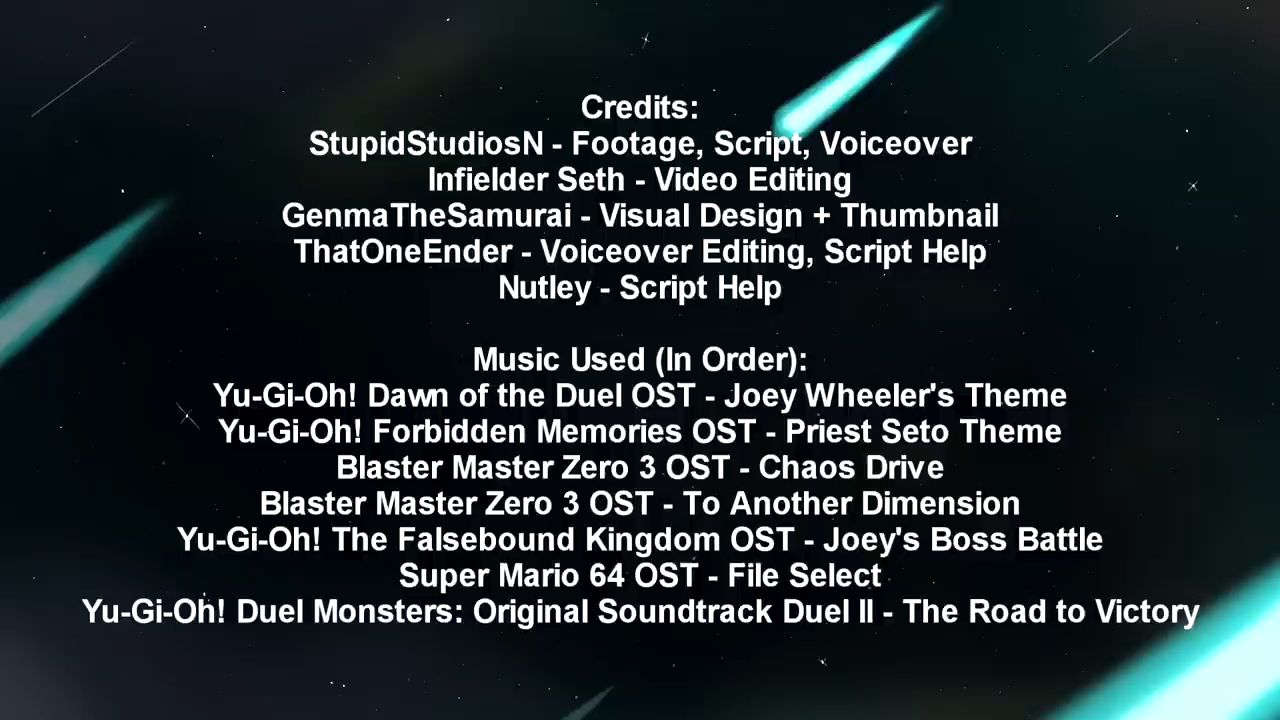 Credits:
StupidStudiosN - Footage, Script, Voiceover
Infielder Seth - Video Editing
GenmaTheSamurai - Visual Design + Thumbnail
ThatOneEnder - Voiceover Editing, Script Help
Nutley - Script Help
Music Used (In Order):
Yu-Gi-Oh! Dawn of the Duel OST - Joey Wheeler's Theme
Yu-Gi-Oh! Forbidden Memories OST - Priest Seto Theme
Blaster Master Zero 3 OST - Chaos Drive
Blaster Master Zero 3 OST - To Another Dimension
Yu-Gi-Oh! The Falsebound Kingdom OST - Joey's Boss Battle
Super Mario 64 OST - File Select
Yu-Gi-Oh! Duel Monsters: Original Soundtrack Duel II - The Road to Victory